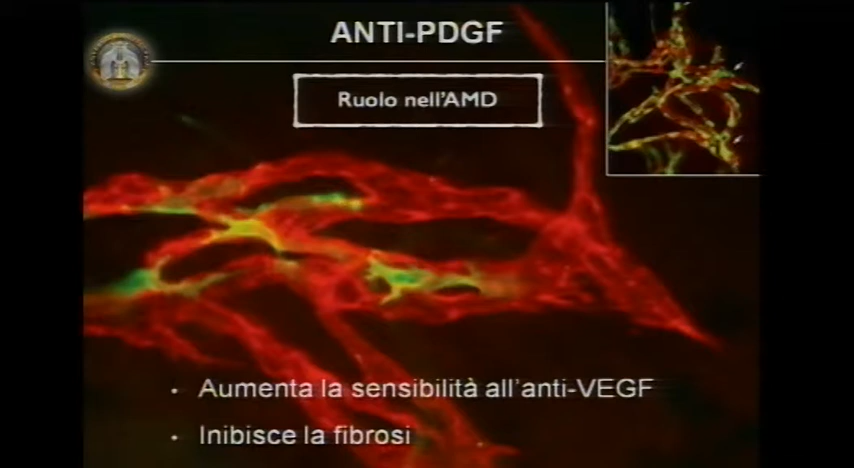 ANTI-PDGF
Ruolo nell'AMD
• Aumenta la sensibilità all'anti-VEGF
• Inibisce la fibrosi